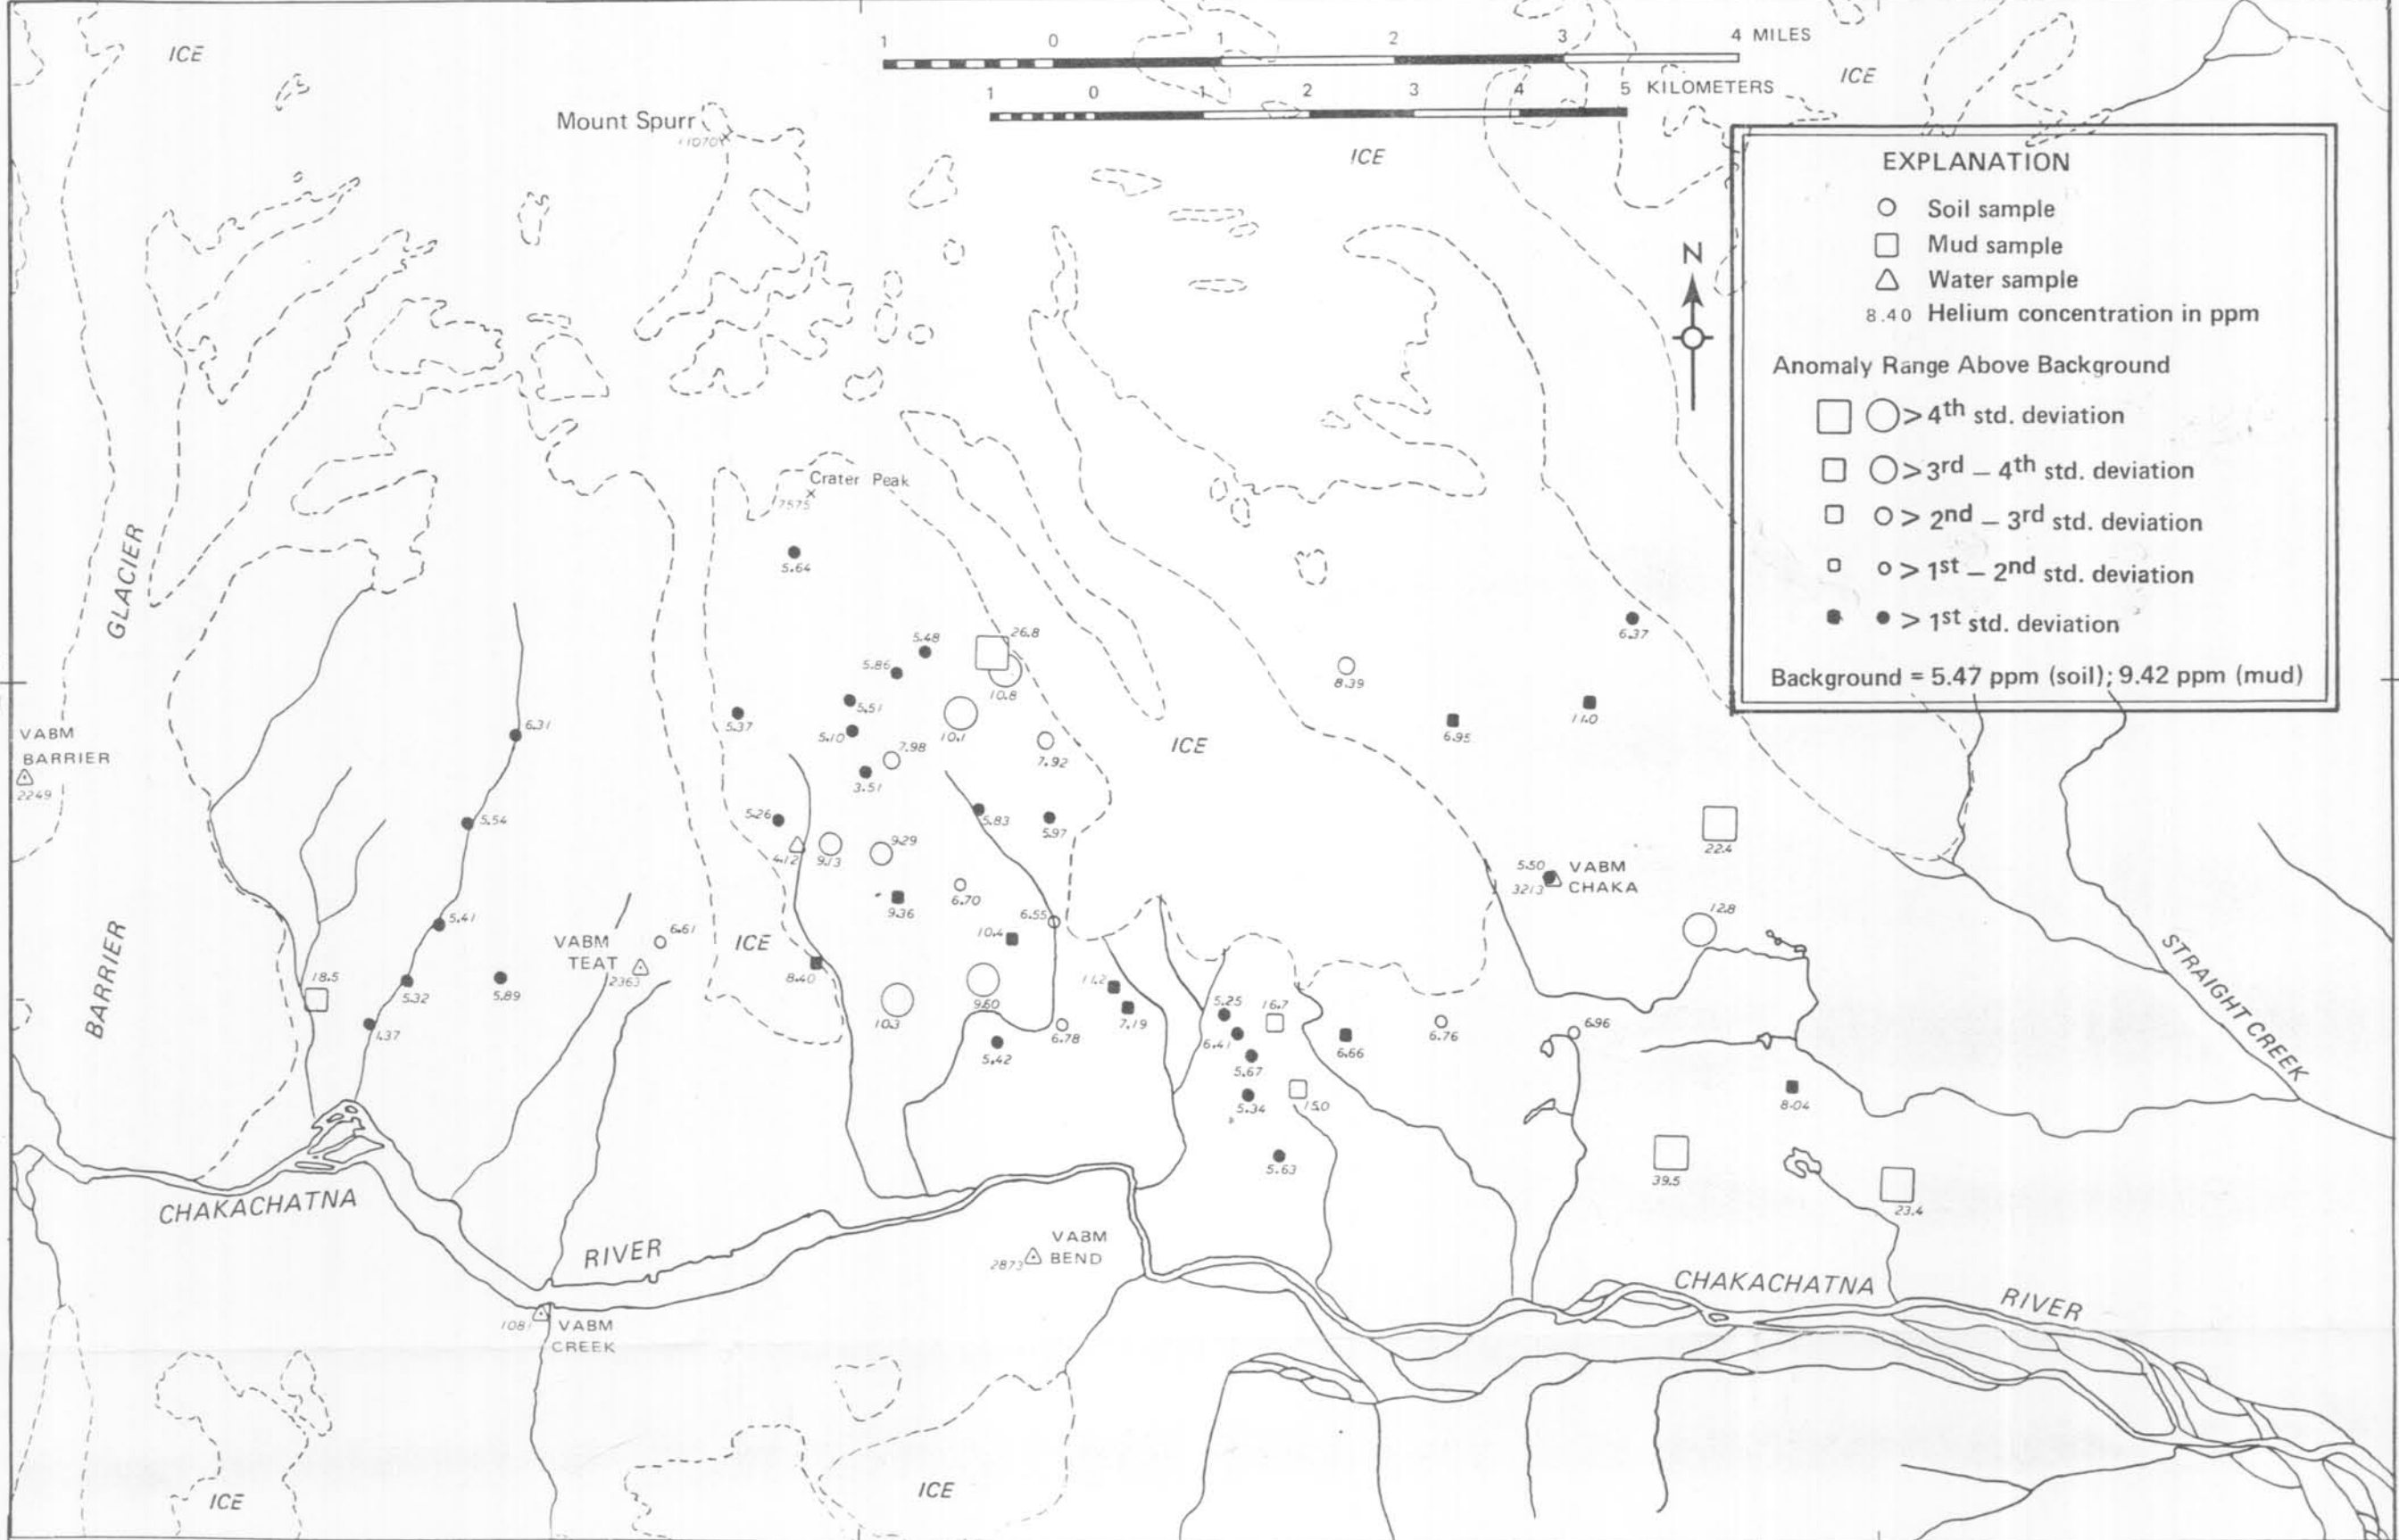 1 0 1 2 3 4 MILES
1 0 1 2 3 4 5 KILOMETERS
ICE
ICE
ICE
Mount Spurr
11070
N
EXPLANATION
Soil sample
Mud sample
Water sample
8.40 Helium concentration in ppm
Anomaly Range Above Background
> 4th std. deviation
> 3rd – 4th std. deviation
> 2nd – 3rd std. deviation
> 1st – 2nd std. deviation
> 1st std. deviation
Background = 5.47 ppm (soil); 9.42 ppm (mud)
Crater Peak
7575
5.64
GLACIER
BARRIER
5.48
26.8
5.86
10.8
6.37
8.39
5.51
5.37
5.10
10.1
6.31
6.95
11.0
VABM
BARRIER
2249
7.98
7.92
ICE
3.51
5.26
5.83
5.97
5.54
4.12
9.13
9.29
22.4
5.50
3213
VABM
CHAKA
9.36
6.70
5.41
6.55
12.8
10.4
6.61
VABM
TEAT
2363
ICE
8.40
18.5
5.32
5.89
9.60
11.2
10.3
7.19
5.25
16.7
1.37
6.78
5.42
6.41
6.66
6.76
6.96
5.67
STRAIGHT CREEK
5.34
15.0
8.04
5.63
39.5
23.4
CHAKACHATNA
RIVER
VABM
BEND
2873
CHAKACHATNA
RIVER
108
VABM
CREEK
ICE
ICE